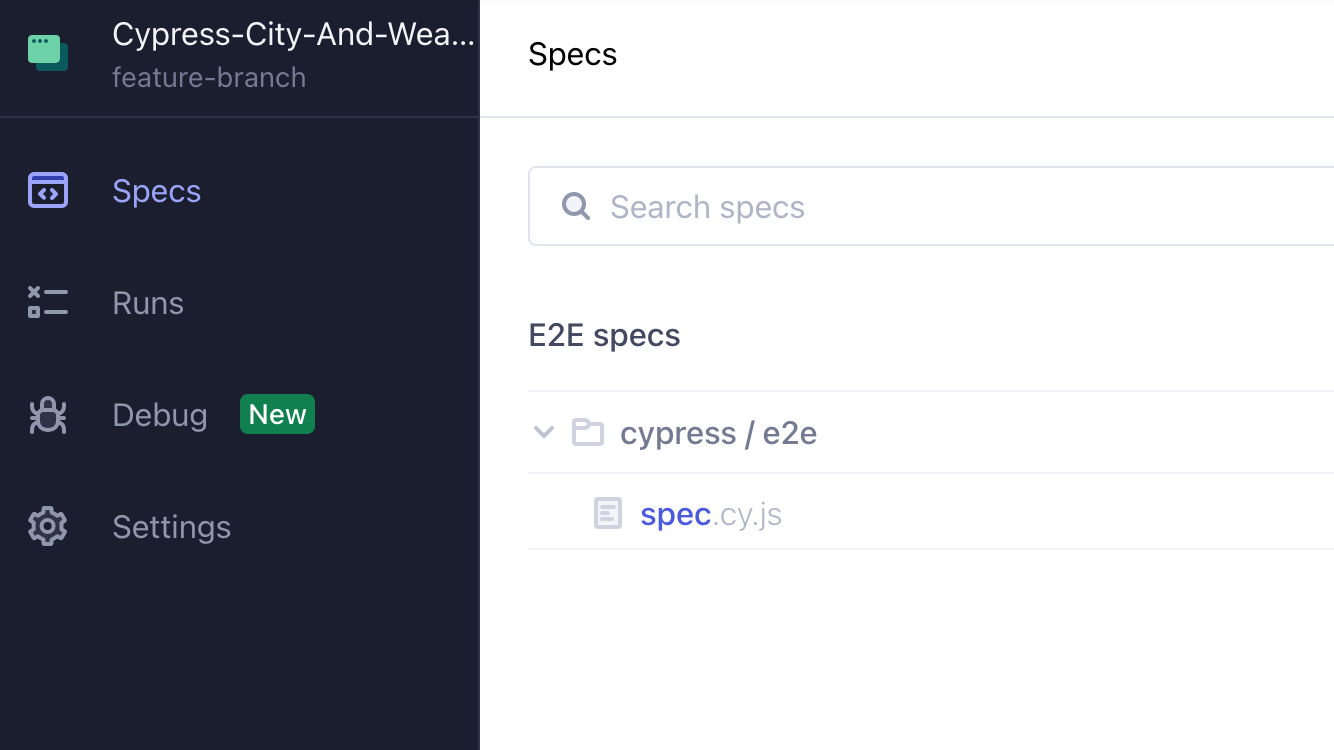 Cypress-City-And-Wea...
feature-branch
Specs
Runs
Debug New
Settings
Specs
Search specs
E2E specs
cypress / e2e
spec.cy.js